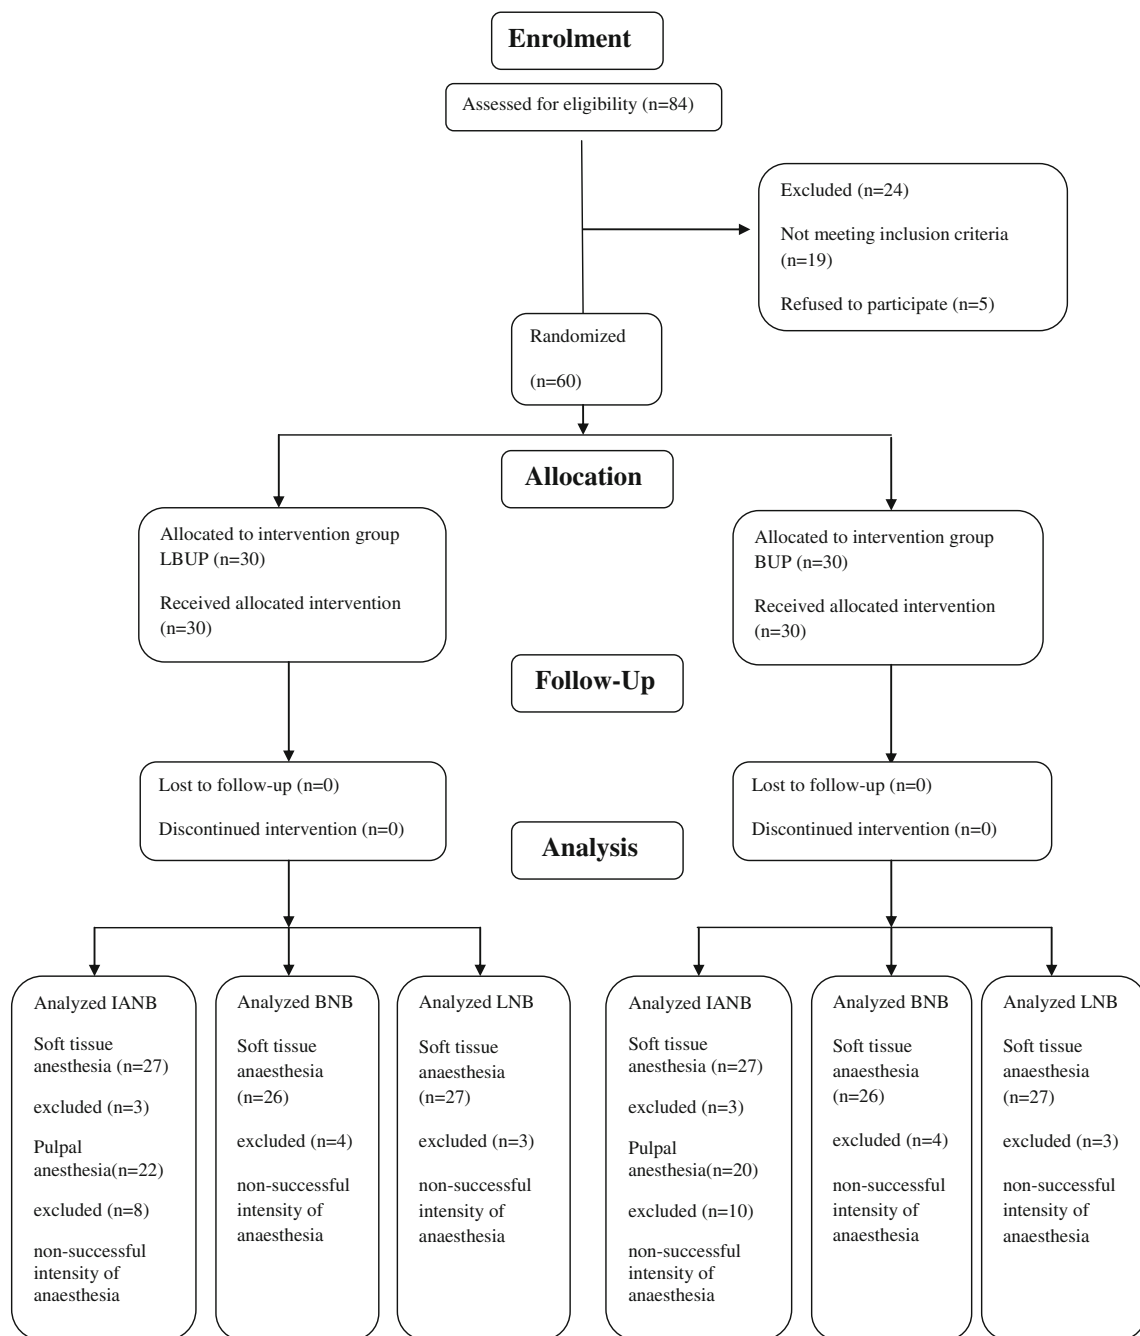 Enrolment
Assessed for eligibility (n=84)
Excluded (n=24)
Not meeting inclusion criteria
(n=19)
Refused to participate (n=5)
Randomized
(n=60)
Allocation
Allocated to intervention group
LBUP (n=30)
Received allocated intervention
(n=30)
Allocated to intervention group
BUP (n=30)
Received allocated intervention
(n=30)
Follow-Up
Lost to follow-up (n=0)
Discontinued intervention (n=0)
Lost to follow-up (n=0)
Discontinued intervention (n=0)
Analysis
Analyzed IANB
Soft tissue
anesthesia (n=27)
excluded (n=3)
Pulpal
anesthesia(n=22)
excluded (n=8)
non-successful
intensity of
anaesthesia
Analyzed BNB
Soft tissue
anaesthesia
(n=26)
excluded (n=4)
non-successful
intensity of
anaesthesia
Analyzed LNB
Soft tissue
anaesthesia
(n=27)
excluded (n=3)
non-successful
intensity of
anaesthesia
Analyzed IANB
Soft tissue
anesthesia (n=27)
excluded (n=3)
Pulpal
anesthesia(n=20)
excluded (n=10)
non-successful
intensity of
anaesthesia
Analyzed BNB
Soft tissue
anaesthesia
(n=26)
excluded (n=4)
non-successful
intensity of
anaesthesia
Analyzed LNB
Soft tissue
anaesthesia
(n=27)
excluded (n=3)
non-successful
intensity of
anaesthesia